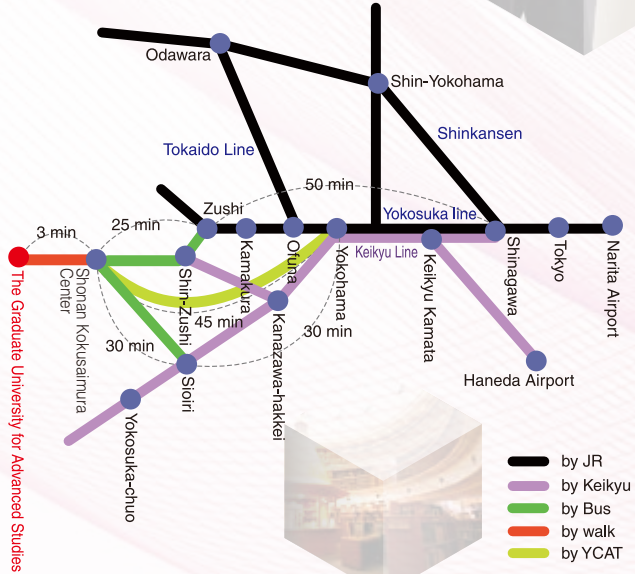 Odawara
Shin-Yokohama
Tokaido Line
Shinkansen
50 min
Zushi
Yokosuka line
3 min
25 min
Keikyu Line
Kamakura
Ofuna
Yokohama
Keikyu Kamata
Shinagawa
Tokyo
Narita Airport
The Graduate University for Advanced Studies
Shonan Kokusaimura
Center
Shin-Zushi
45 min
30 min
30 min
Kanazawa-hakkei
Sioiri
Haneda Airport
Yokosuka-chuo
by JR
by Keikyu
by Bus
by walk
by YCAT